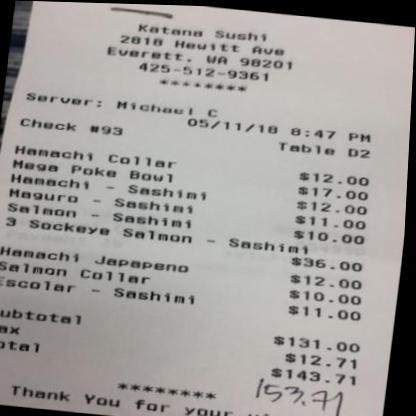 Katana Sushi
2818 Hewitt Ave
Everett, WA 98201
425-512-9361
********
Server: Michael C
05/11/18 8:47 PM
Check #93 Table D2
Hamachi Collar $12.00
Mega Poke Bowl $17.00
Hamachi - Sashimi $12.00
Maguro - Sashimi $11.00
Salmon - Sashimi $10.00
3 Sockeye Salmon - Sashimi
$36.00
Hamachi Japapeno $12.00
Salmon Collar $10.00
Escolar - Sashimi $11.00
ubtotal $131.00
ax $12.71
otal $143.71
********
153.71
Thank You for your